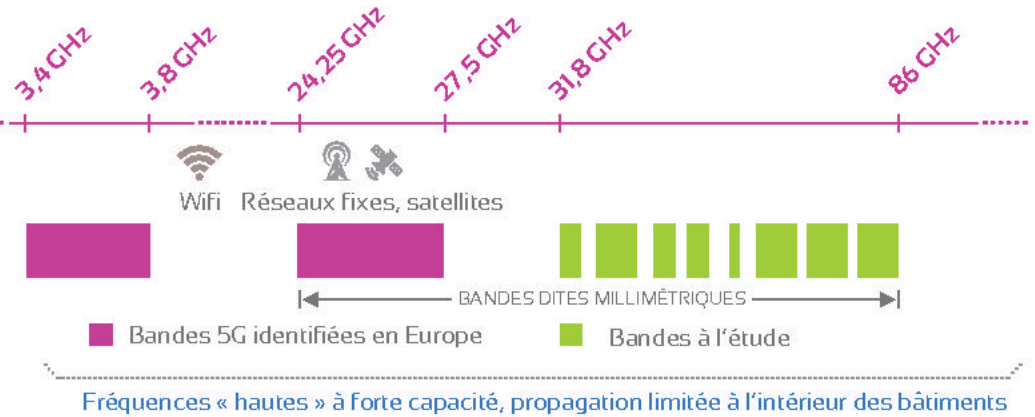 3,4 GHz
3,8 GHz
24,25 GHz
27,5 GHz
31,8 GHz
86 GHz
Wifi
Réseaux fixes, satellites
BANDES DITES MILLIMÉTRIQUES
Bandes 5G identifiées en Europe
Bandes à l'étude
Fréquences « hautes » à forte capacité, propagation limitée à l'intérieur des bâtiments